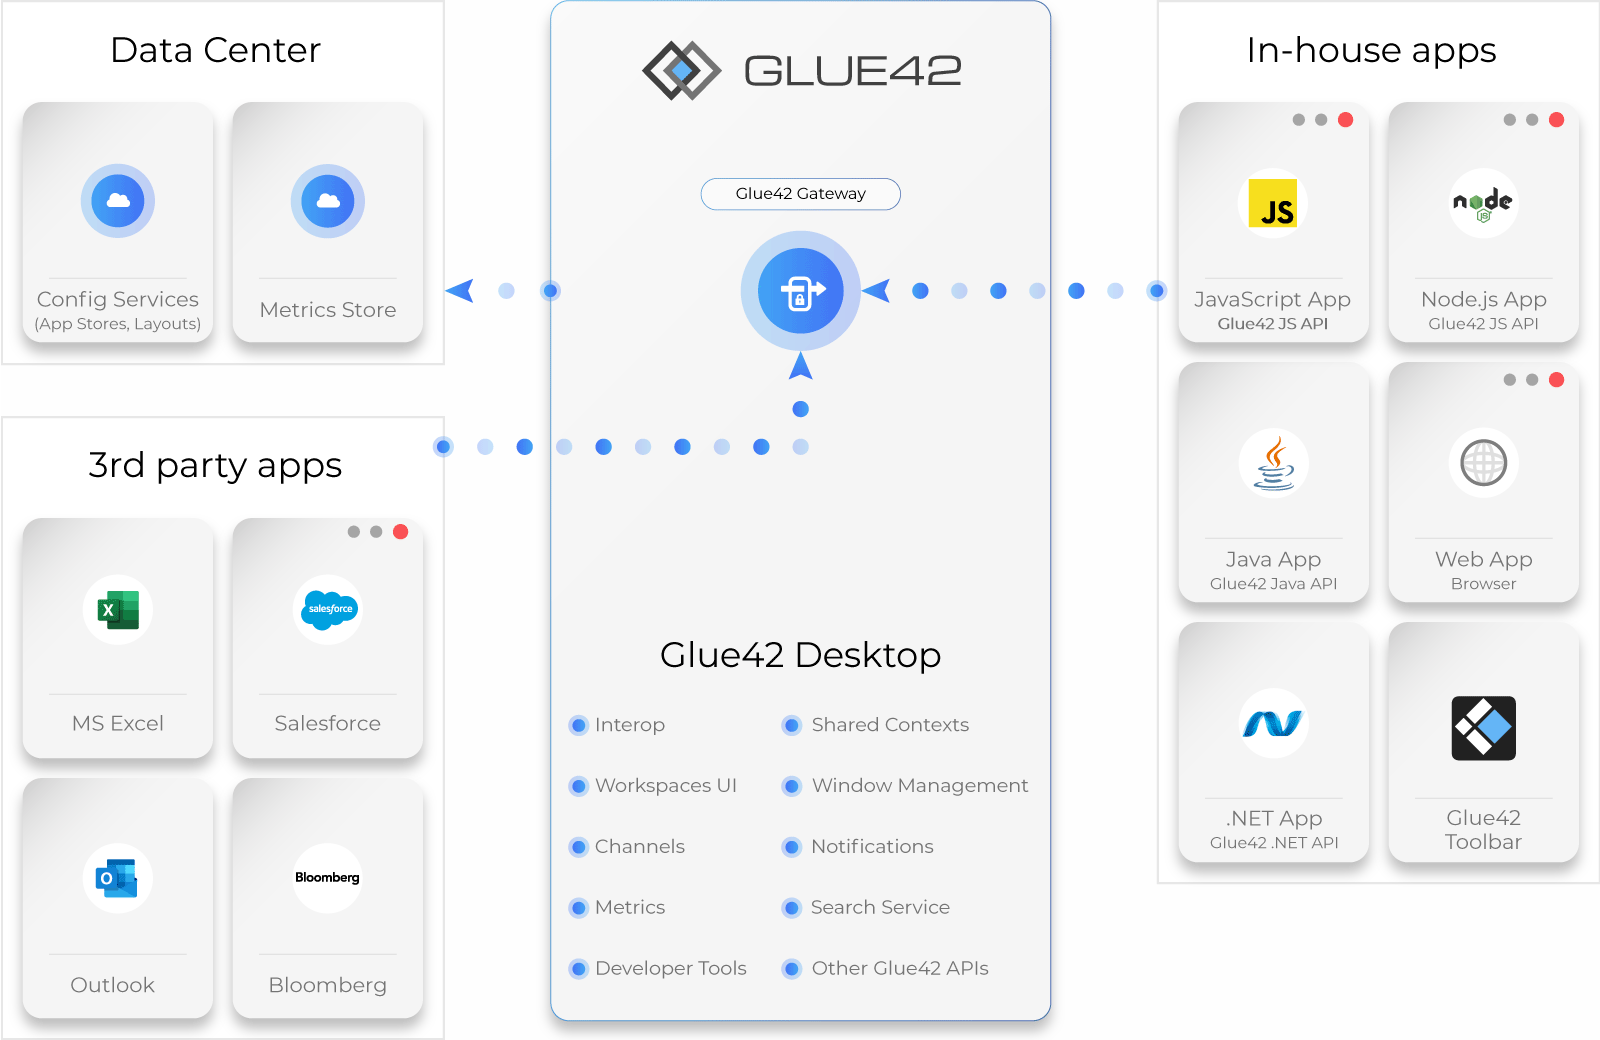 Data Center
Config Services
(App Stores, Layouts)
Metrics Store
3rd party apps
X
MS Excel
salesforce
Salesforce
O
Outlook
Bloomberg
Bloomberg
GLUE42
Glue42 Gateway
Glue42 Desktop
Interop
Shared Contexts
Workspaces UI
Window Management
Channels
Notifications
Metrics
Search Service
Developer Tools
Other Glue42 APIs
In-house apps
JS
JavaScript App
Glue42 JS API
node
JS
Node.js App
Glue42 JS API
Java App
Glue42 Java API
Web App
Browser
.NET App
Glue42 .NET API
Glue42
Toolbar